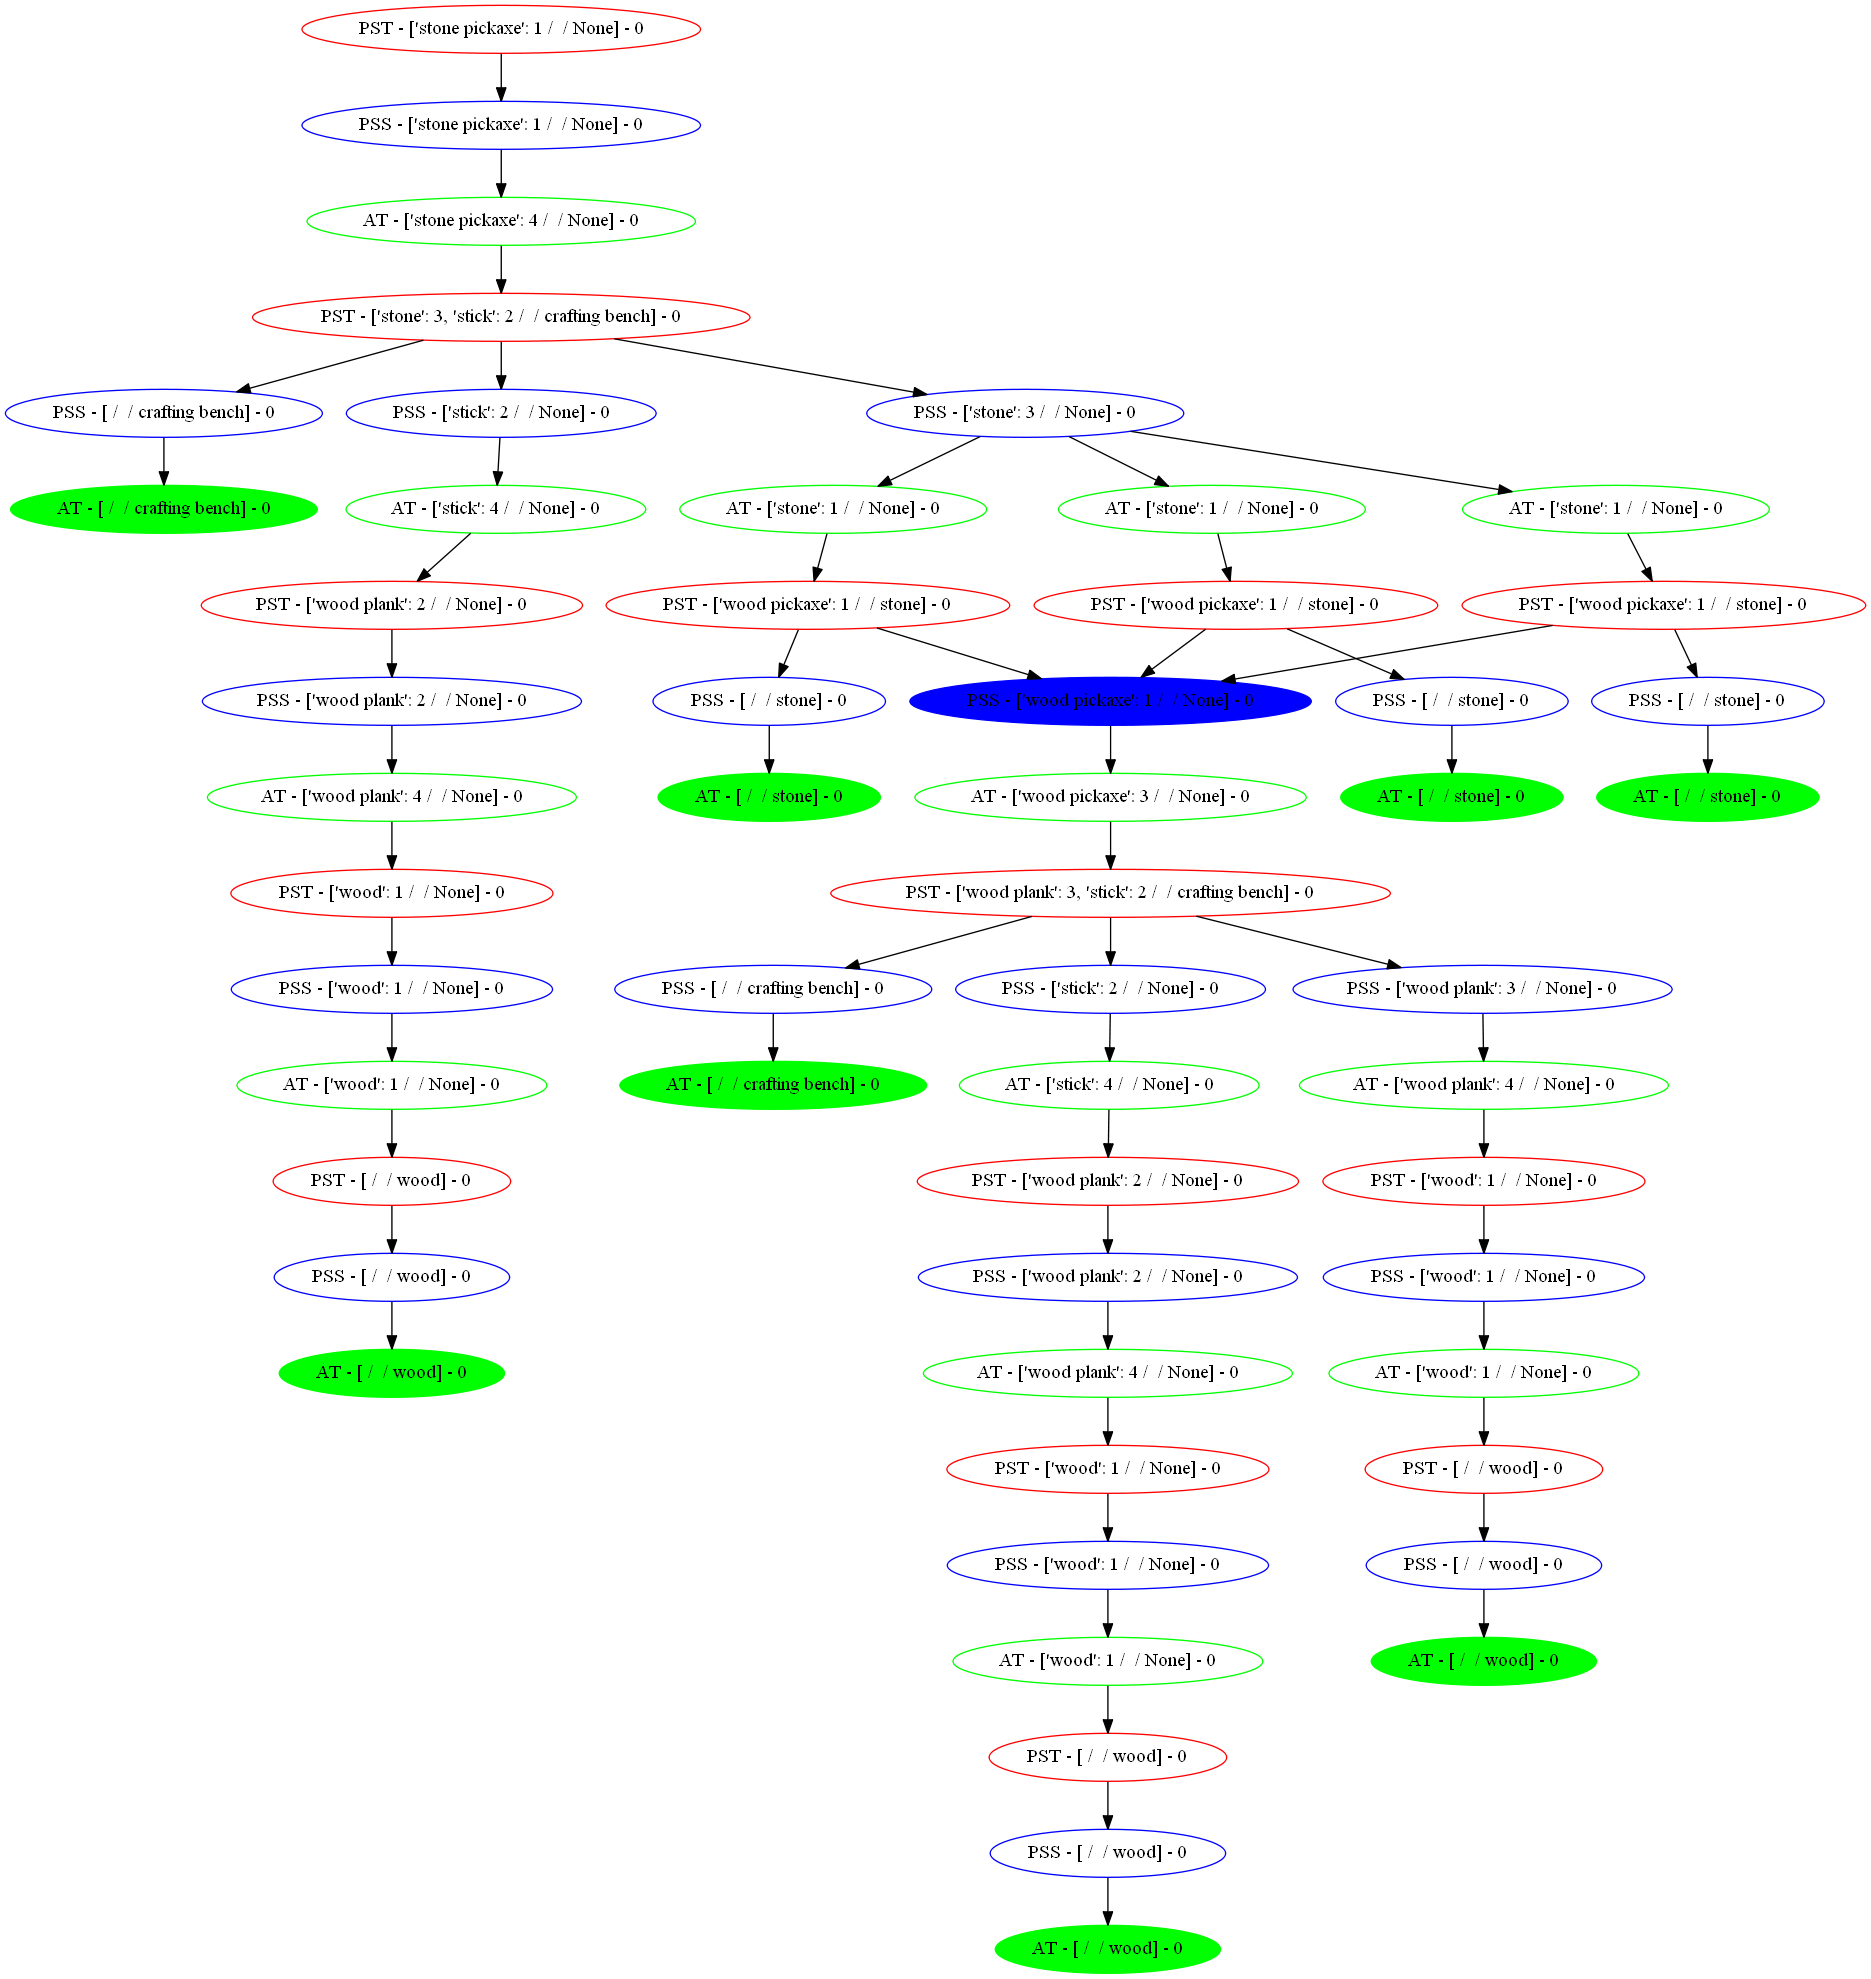 PST - ['stone pickaxe': 1 /  / None] - 0
PSS - ['stone pickaxe': 1 /  / None] - 0
AT - ['stone pickaxe': 4 /  / None] - 0
PST - ['stone': 3, 'stick': 2 /  / crafting bench] - 0
PSS - [ /  / crafting bench] - 0
PSS - ['stick': 2 /  / None] - 0
PSS - ['stone': 3 /  / None] - 0
AT - [ /  / crafting bench] - 0
AT - ['stick': 4 /  / None] - 0
AT - ['stone': 1 /  / None] - 0
AT - ['stone': 1 /  / None] - 0
AT - ['stone': 1 /  / None] - 0
PST - ['wood plank': 2 /  / None] - 0
PST - ['wood pickaxe': 1 /  / stone] - 0
PST - ['wood pickaxe': 1 /  / stone] - 0
PST - ['wood pickaxe': 1 /  / stone] - 0
PSS - ['wood plank': 2 /  / None] - 0
PSS - [ /  / stone] - 0
PSS - ['wood pickaxe': 1 /  / None] - 0
PSS - [ /  / stone] - 0
PSS - [ /  / stone] - 0
AT - ['wood plank': 4 /  / None] - 0
AT - [ /  / stone] - 0
AT - ['wood pickaxe': 3 /  / None] - 0
AT - [ /  / stone] - 0
AT - [ /  / stone] - 0
PST - ['wood': 1 /  / None] - 0
PST - ['wood plank': 3, 'stick': 2 /  / crafting bench] - 0
PSS - ['wood': 1 /  / None] - 0
PSS - [ /  / crafting bench] - 0
PSS - ['stick': 2 /  / None] - 0
PSS - ['wood plank': 3 /  / None] - 0
AT - ['wood': 1 /  / None] - 0
AT - [ /  / crafting bench] - 0
AT - ['stick': 4 /  / None] - 0
AT - ['wood plank': 4 /  / None] - 0
PST - [ /  / wood] - 0
PST - ['wood plank': 2 /  / None] - 0
PST - ['wood': 1 /  / None] - 0
PSS - [ /  / wood] - 0
PSS - ['wood plank': 2 /  / None] - 0
PSS - ['wood': 1 /  / None] - 0
AT - [ /  / wood] - 0
AT - ['wood plank': 4 /  / None] - 0
AT - ['wood': 1 /  / None] - 0
PST - ['wood': 1 /  / None] - 0
PST - [ /  / wood] - 0
PSS - ['wood': 1 /  / None] - 0
PSS - [ /  / wood] - 0
AT - ['wood': 1 /  / None] - 0
AT - [ /  / wood] - 0
PST - [ /  / wood] - 0
PSS - [ /  / wood] - 0
AT - [ /  / wood] - 0